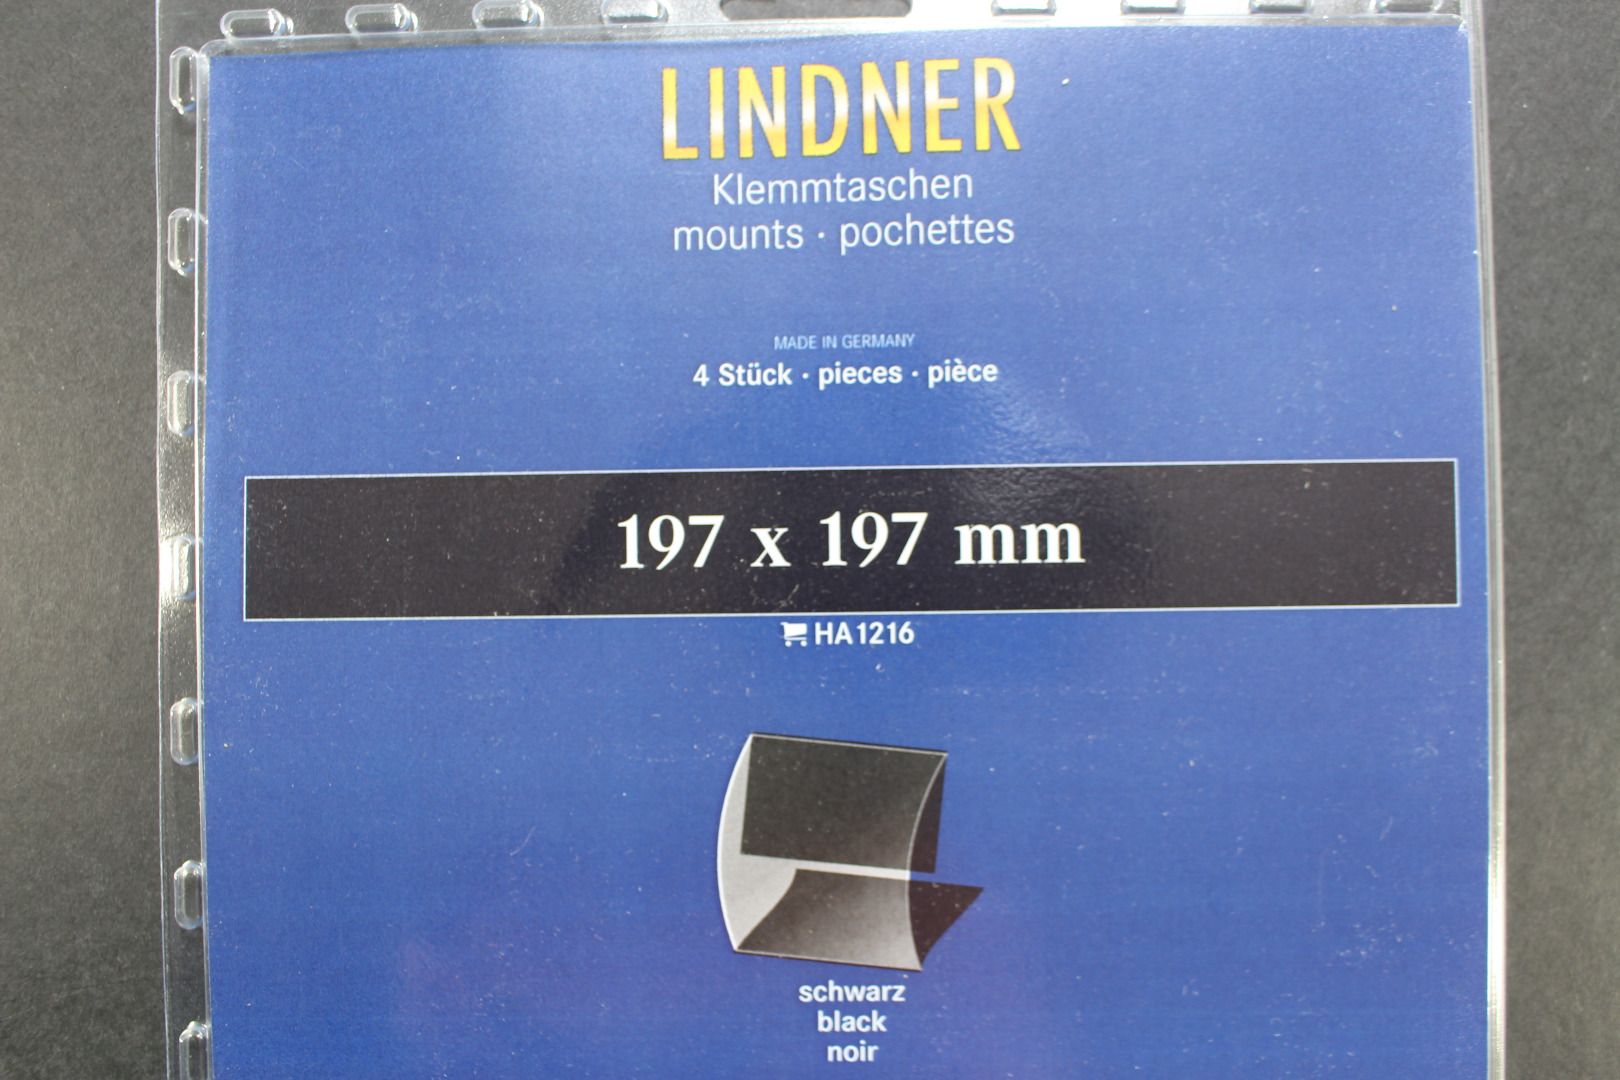 LINDNER
Klemmtaschen
mounts · pochettes
MADE IN GERMANY
4 Stück · pieces · pièce
197 x 197 mm
HA1216
schwarz
black
noir